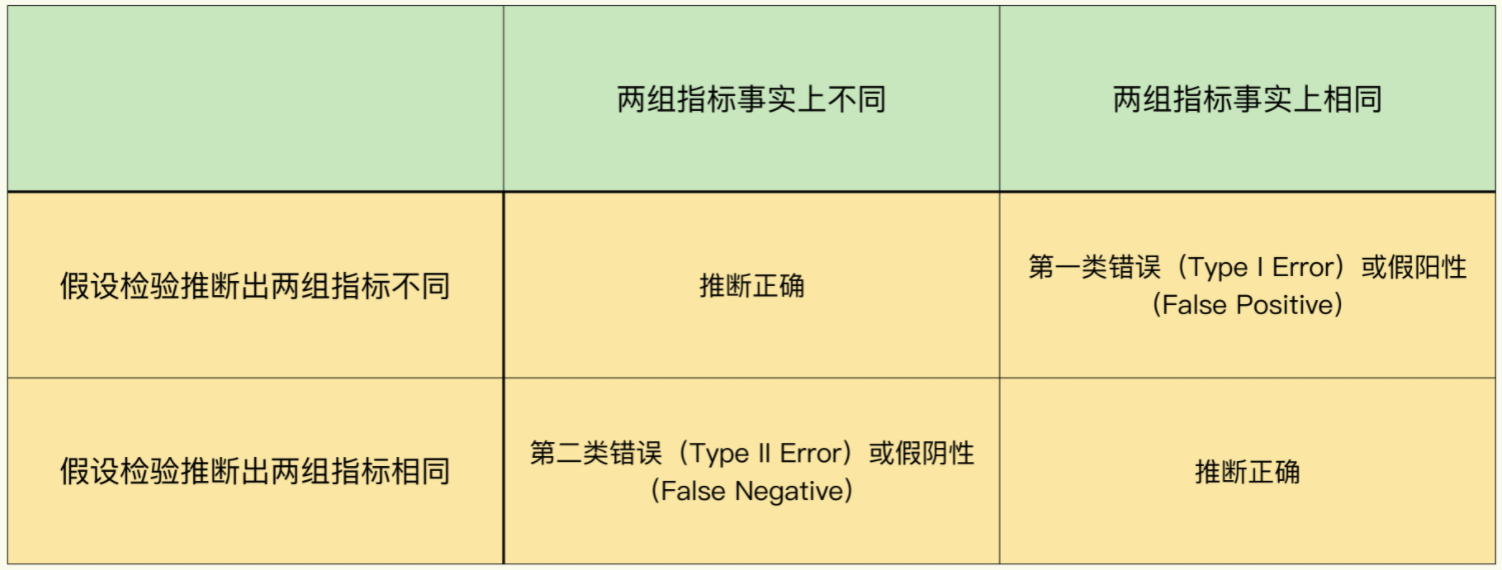 两组指标事实上不同
两组指标事实上相同
假设检验推断出两组指标不同
推断正确
第一类错误（Type I Error）或假阳性
（False Positive）
假设检验推断出两组指标相同
第二类错误（Type II Error）或假阴性
（False Negative）
推断正确